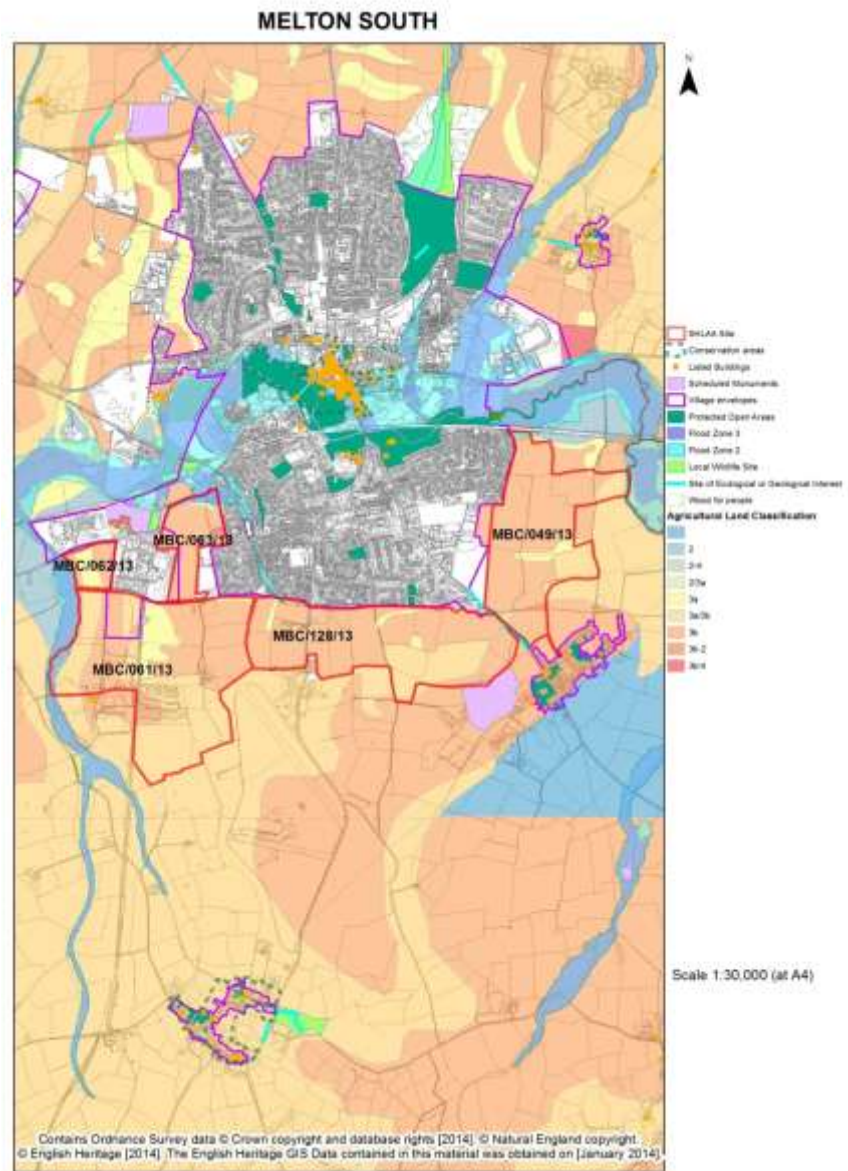 MELTON SOUTH
N
SHLAA Site
Conservation areas
Listed Buildings
Scheduled Monuments
Village envelopes
Protected Open Areas
Flood Zone 3
Flood Zone 2
Local Wildlife Site
Site of Ecological or Geological Interest
Wood for people
Agricultural Land Classification
2
2/3a
3a
3a/3b
3b
MBC/063/13
MBC/049/13
MBC/062/13
MBC/128/13
MBC/061/13
Scale 1:30,000 (at A4)
Contains Ordnance Survey data © Crown copyright and database rights [2014]. © Natural England copyright.
© English Heritage [2014]. The English Heritage GIS Data contained in this material was obtained on [January 2014].